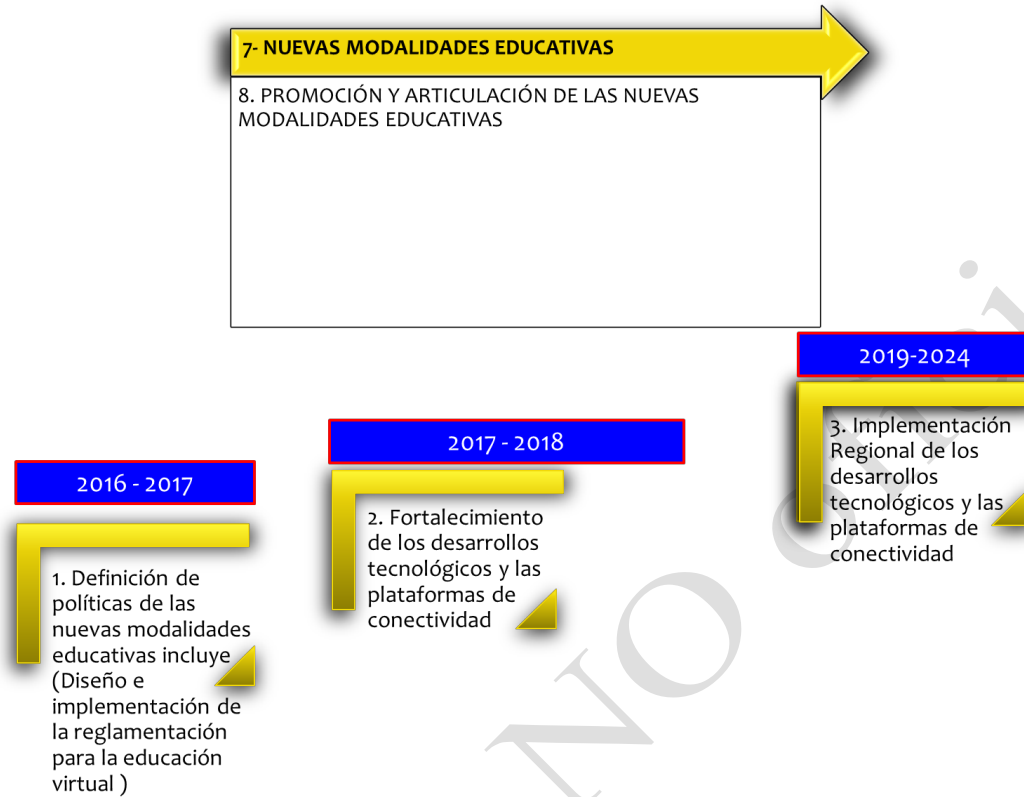 7- NUEVAS MODALIDADES EDUCATIVAS
8. PROMOCIÓN Y ARTICULACIÓN DE LAS NUEVAS
MODALIDADES EDUCATIVAS
2016 - 2017
1. Definición de
políticas de las
nuevas modalidades
educativas incluye
(Diseño e
implementación de
la reglamentación
para la educación
virtual )
2017 - 2018
2. Fortalecimiento
de los desarrollos
tecnológicos y las
plataformas de
conectividad
2019-2024
3. Implementación
Regional de los
desarrollos
tecnológicos y las
plataformas de
conectividad
NO